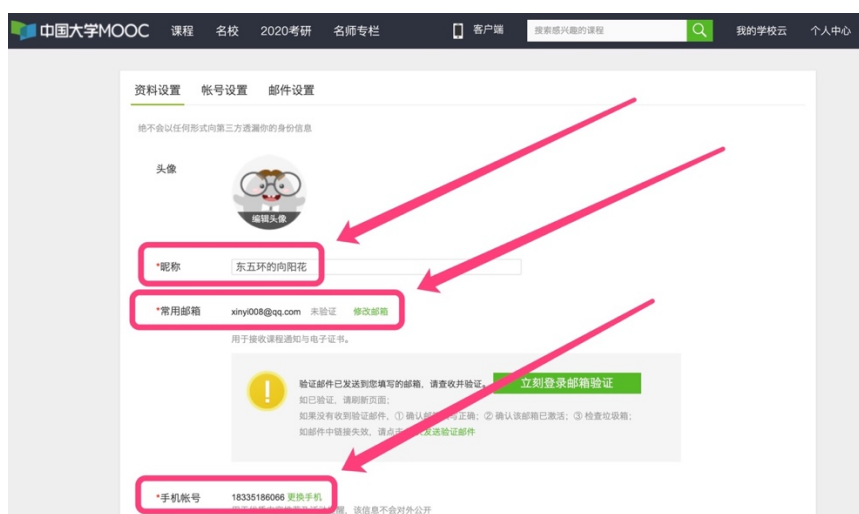 中国大学MOOC 课程 名校 2020考研 名师专栏 客户端 搜索感兴趣的课程 我的学校云 个人中心
资料设置 帐号设置 邮件设置
绝不会以任何形式向第三方透漏你的身份信息
头像
编辑头像
*昵称 东五环的向阳花
*常用邮箱 xinyi008@qq.com 未验证 修改邮箱
用于接收课程通知与电子证书。
验证邮件已发送到您填写的邮箱，请查收并验证。 立刻登录邮箱验证
如已验证，请刷新页面；
如果没有收到验证邮件，① 确认邮 正确；② 确认该邮箱已激活；③ 检查垃圾箱；
如邮件中链接失效，请点击 发送验证邮件
*手机帐号 18335186066 更换手机
醒，该信息不会对外公开